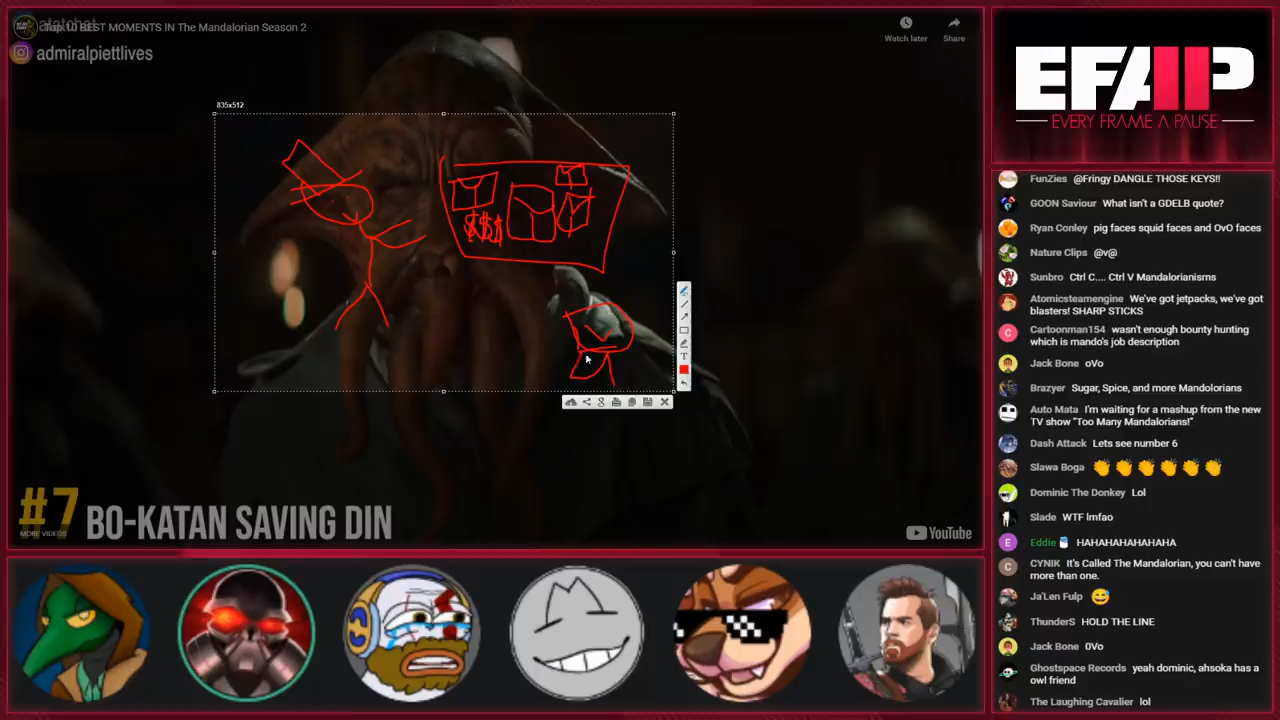 Top 10 BEST MOMENTS IN The Mandalorian Season 2
Watch later
Share
admiralpiettlives
835x512
T
#7
MORE VIDEOS
BO-KATAN SAVING DIN
YouTube
EFAP
EVERY FRAME A PAUSE
FunZies @Fringy DANGLE THOSE KEYS!!
GOON Saviour What isn't a GDELB quote?
Ryan Conley pig faces squid faces and OvO faces
Nature Clips @v@
Sunbro Ctrl C.... Ctrl V Mandalorianisms
Atomicsteamengine We've got jetpacks, we've got
blasters! SHARP STICKS
Cartoonman154 wasn't enough bounty hunting
which is mando's job description
Jack Bone oVo
Brazyer Sugar, Spice, and more Mandolorians
Auto Mata I'm waiting for a mashup from the new
TV show "Too Many Mandalorians!"
Dash Attack Lets see number 6
Slawa Boga 👏👏👏👏👏👏
Dominic The Donkey Lol
Slade WTF lmfao
Eddie HAHAHAHAHAHAHA
CYNIK It's Called The Mandalorian, you can't have
more than one.
Ja'Len Fulp 😅
ThunderS HOLD THE LINE
Jack Bone 0Vo
Ghostspace Records yeah dominic, ahsoka has a
owl friend
The Laughing Cavalier lol